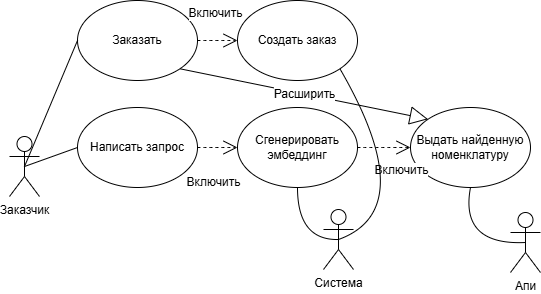 Включить
Заказать
Создать заказ
Расширить
Написать запрос
Сгенерировать
эмбеддинг
Выдать найденную
номенклатуру
Включить
Включить
Заказчик
Система
Апи